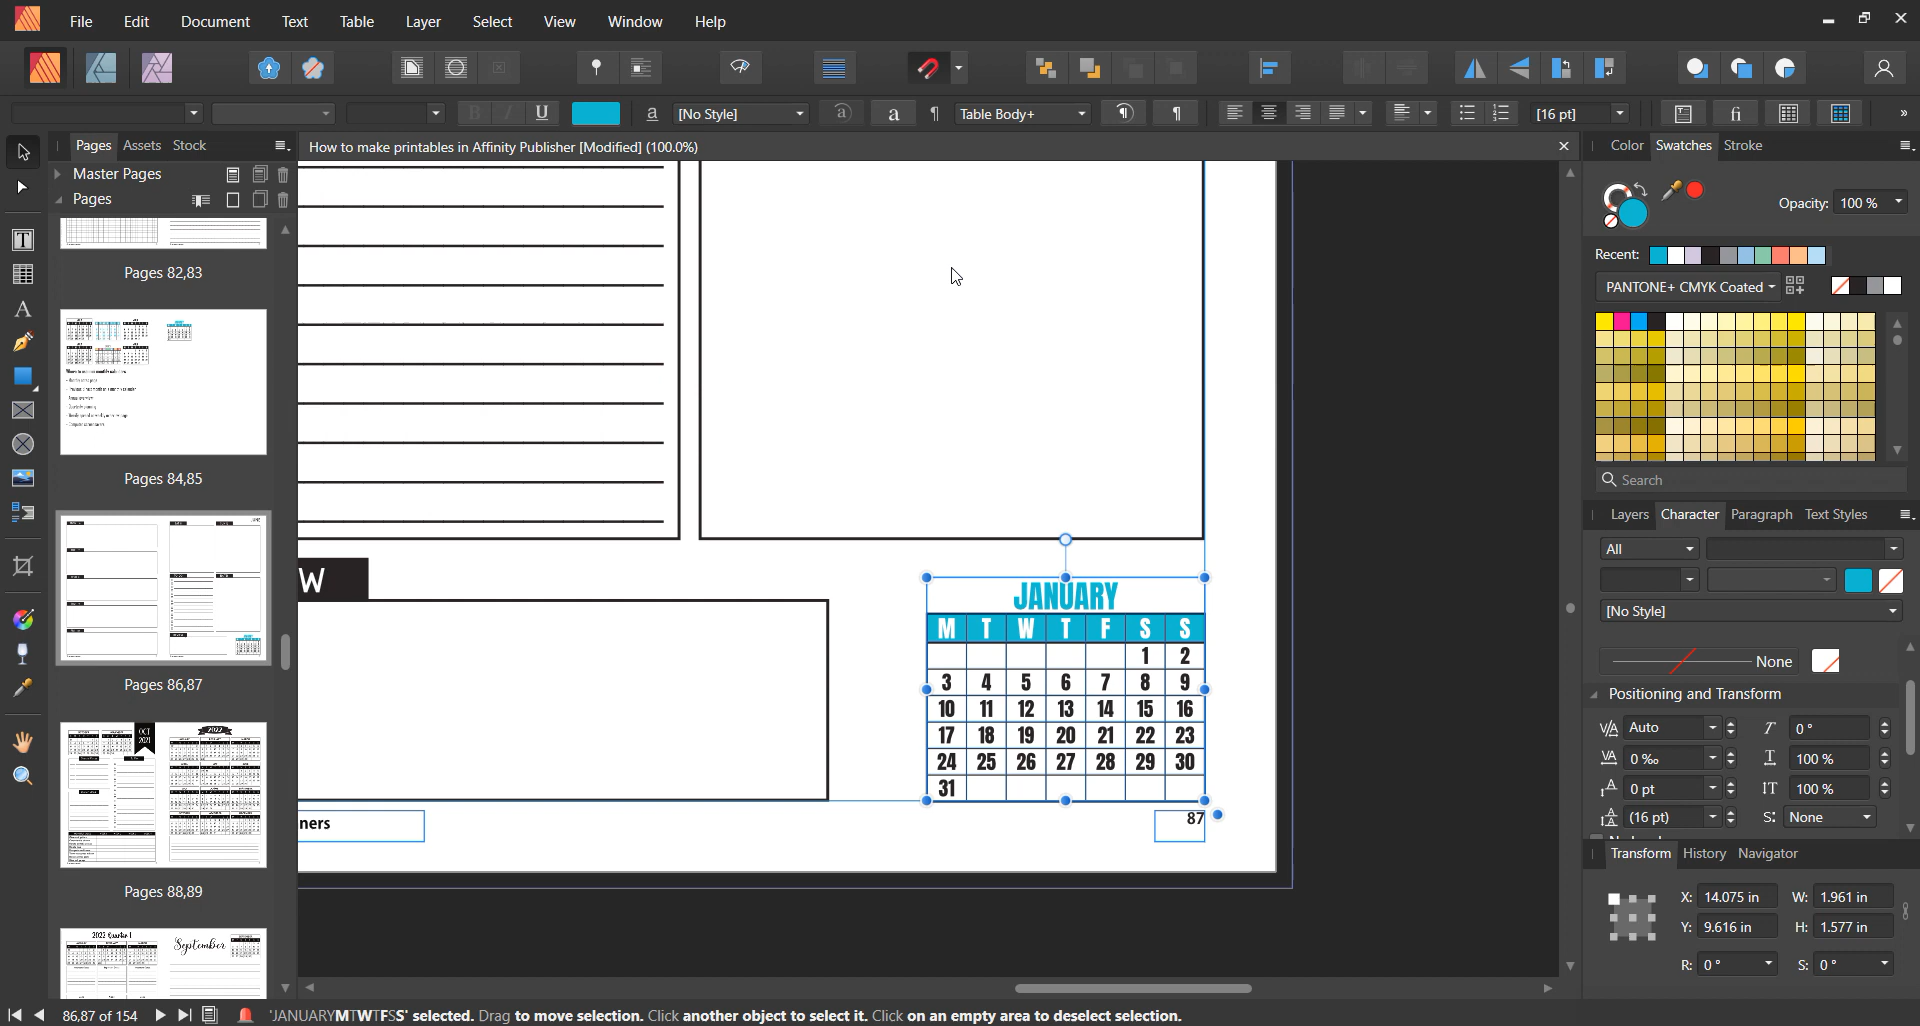 File Edit Document Text Table Layer Select View Window Help
B I U a [No Style] a a ¶ Table Body+ ¶ ¶ [16 pt] fi »
Pages Assets Stock
How to make printables in Affinity Publisher [Modified] (100.0%)
Master Pages
Pages
Pages 82,83
Pages 84,85
Pages 86,87
OCT
2021
2022
Pages 88,89
2022 Quarter 1
September
W
JANUARY
M T W T F S S
1 2
3 4 5 6 7 8 9
10 11 12 13 14 15 16
17 18 19 20 21 22 23
24 25 26 27 28 29 30
31
ners
87
Color Swatches Stroke
Opacity: 100 %
Recent:
PANTONE+ CMYK Coated
Search
Layers Character Paragraph Text Styles
All
[No Style]
None
Positioning and Transform
Auto 0 °
0 ‰ 100 %
0 pt 100 %
(16 pt) S: None
Transform History Navigator
X: 14.075 in W: 1.961 in
Y: 9.616 in H: 1.577 in
R: 0 ° S: 0 °
86,87 of 154
'JANUARYMTWTFSS' selected. Drag to move selection. Click another object to select it. Click on an empty area to deselect selection.